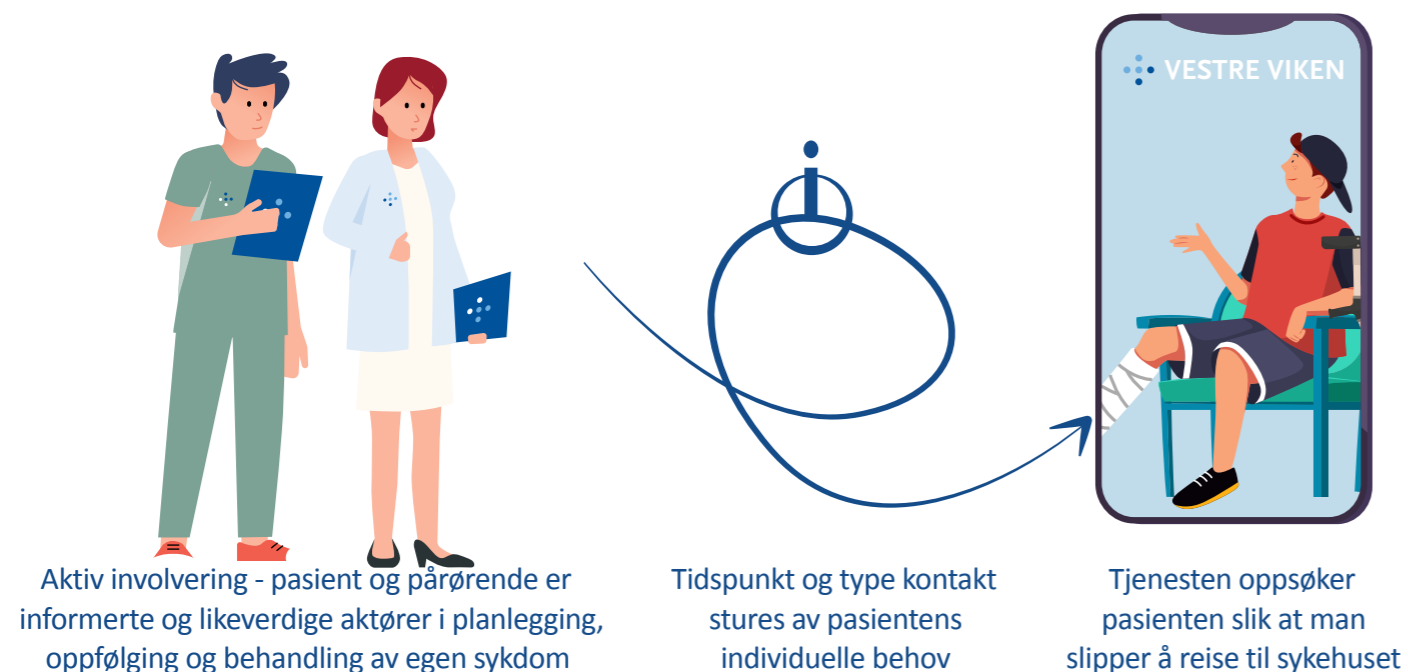 VESTRE VIKEN
i
Aktiv involvering - pasient og pårørende er
informerte og likeverdige aktører i planlegging,
oppfølging og behandling av egen sykdom
Tidspunkt og type kontakt
stures av pasientens
individuelle behov
Tjenesten oppsøker
pasienten slik at man
slipper å reise til sykehuset